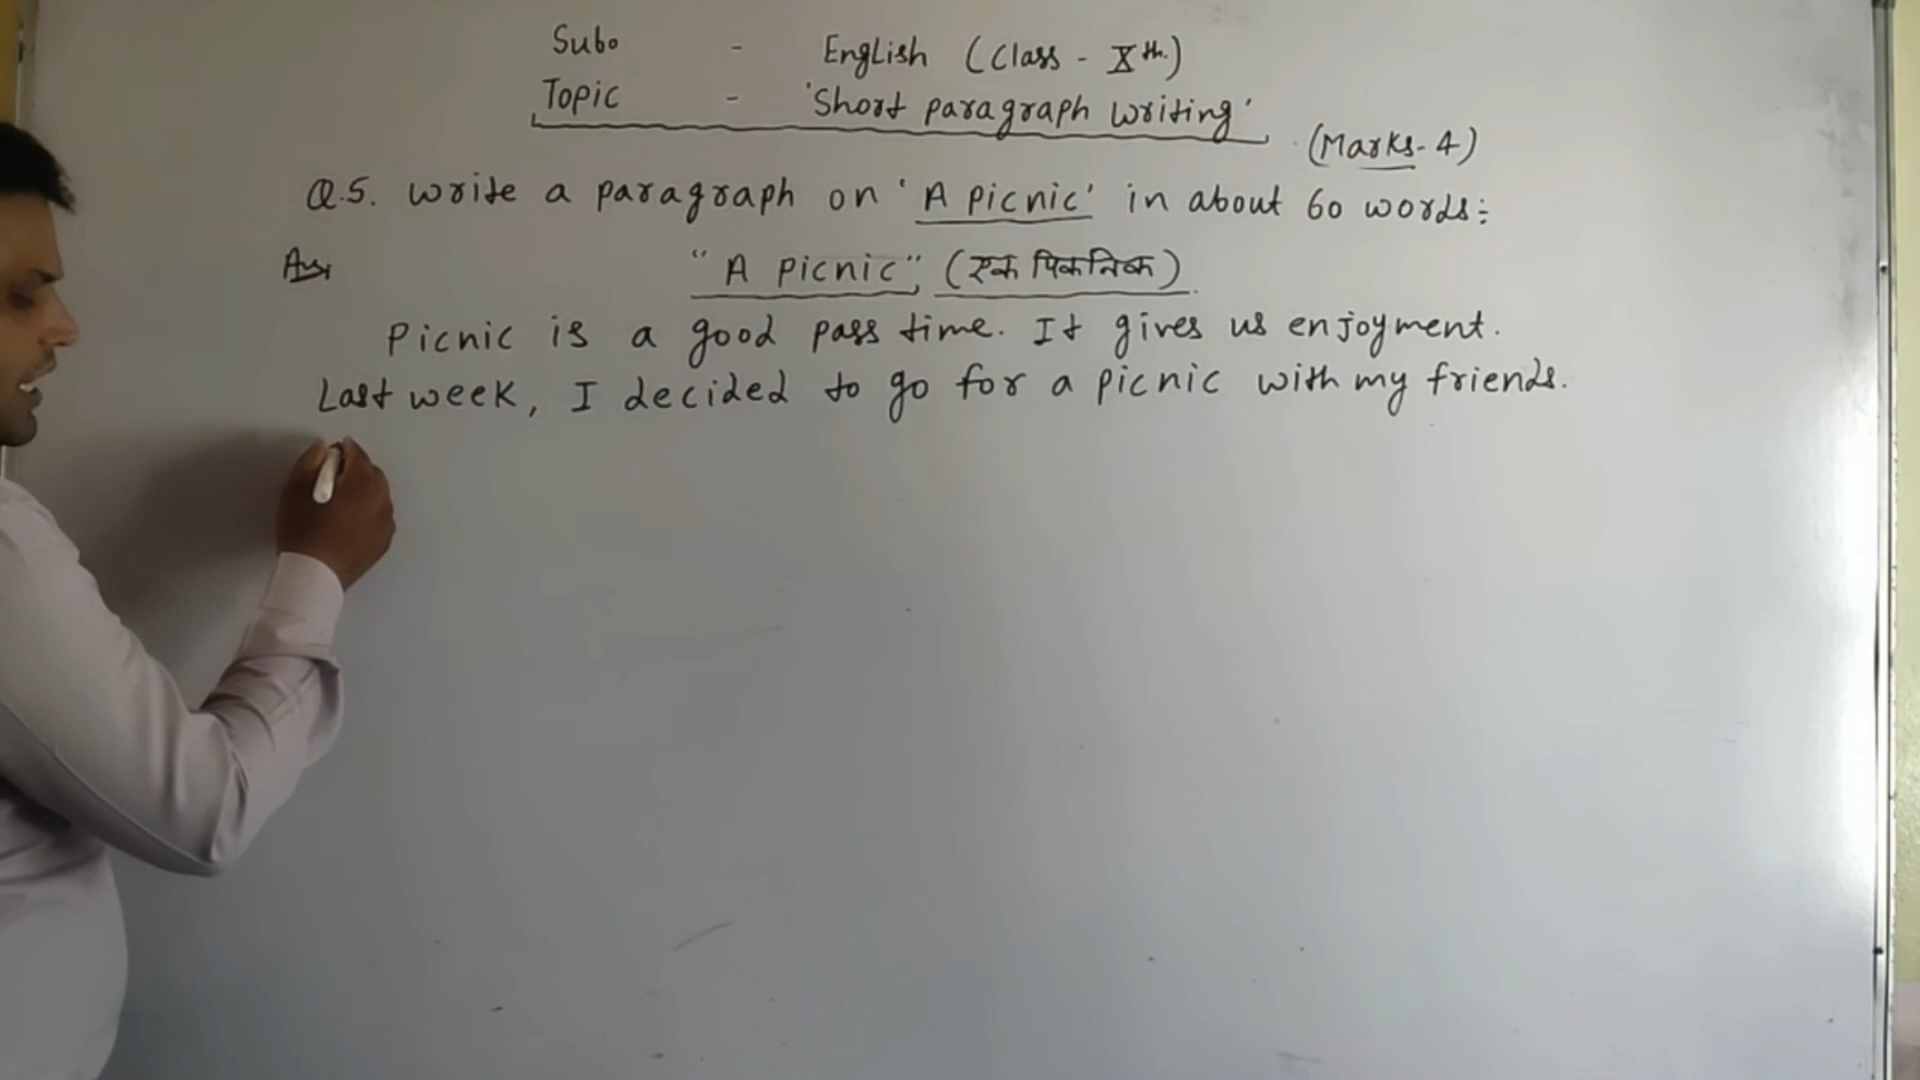 Sub. - English (Class - Xth.)
Topic - 'Short paragraph writing'
(Marks-4)
Q.5. Write a paragraph on 'A picnic' in about 60 words:
Ans "A picnic" (एक पिकनिक)
Picnic is a good pass time. It gives us enjoyment.
Last week, I decided to go for a picnic with my friends.